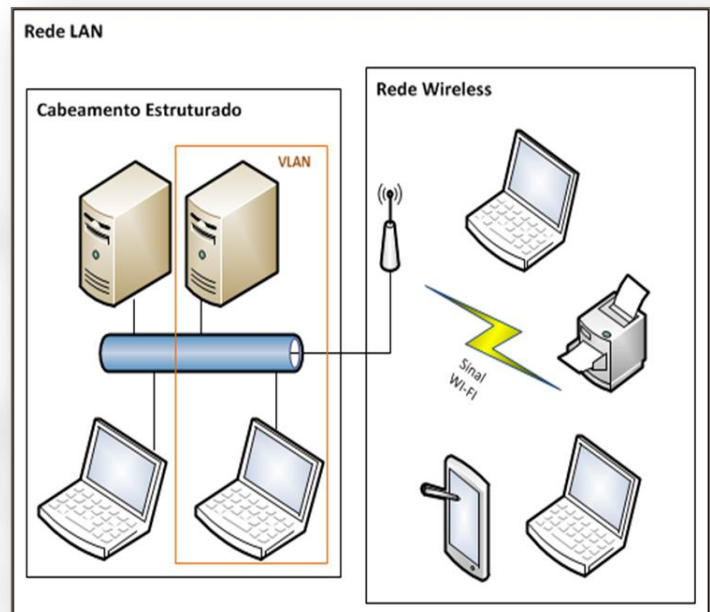 Rede LAN
Cabeamento Estruturado
VLAN
Rede Wireless
Sinal
WI-FI